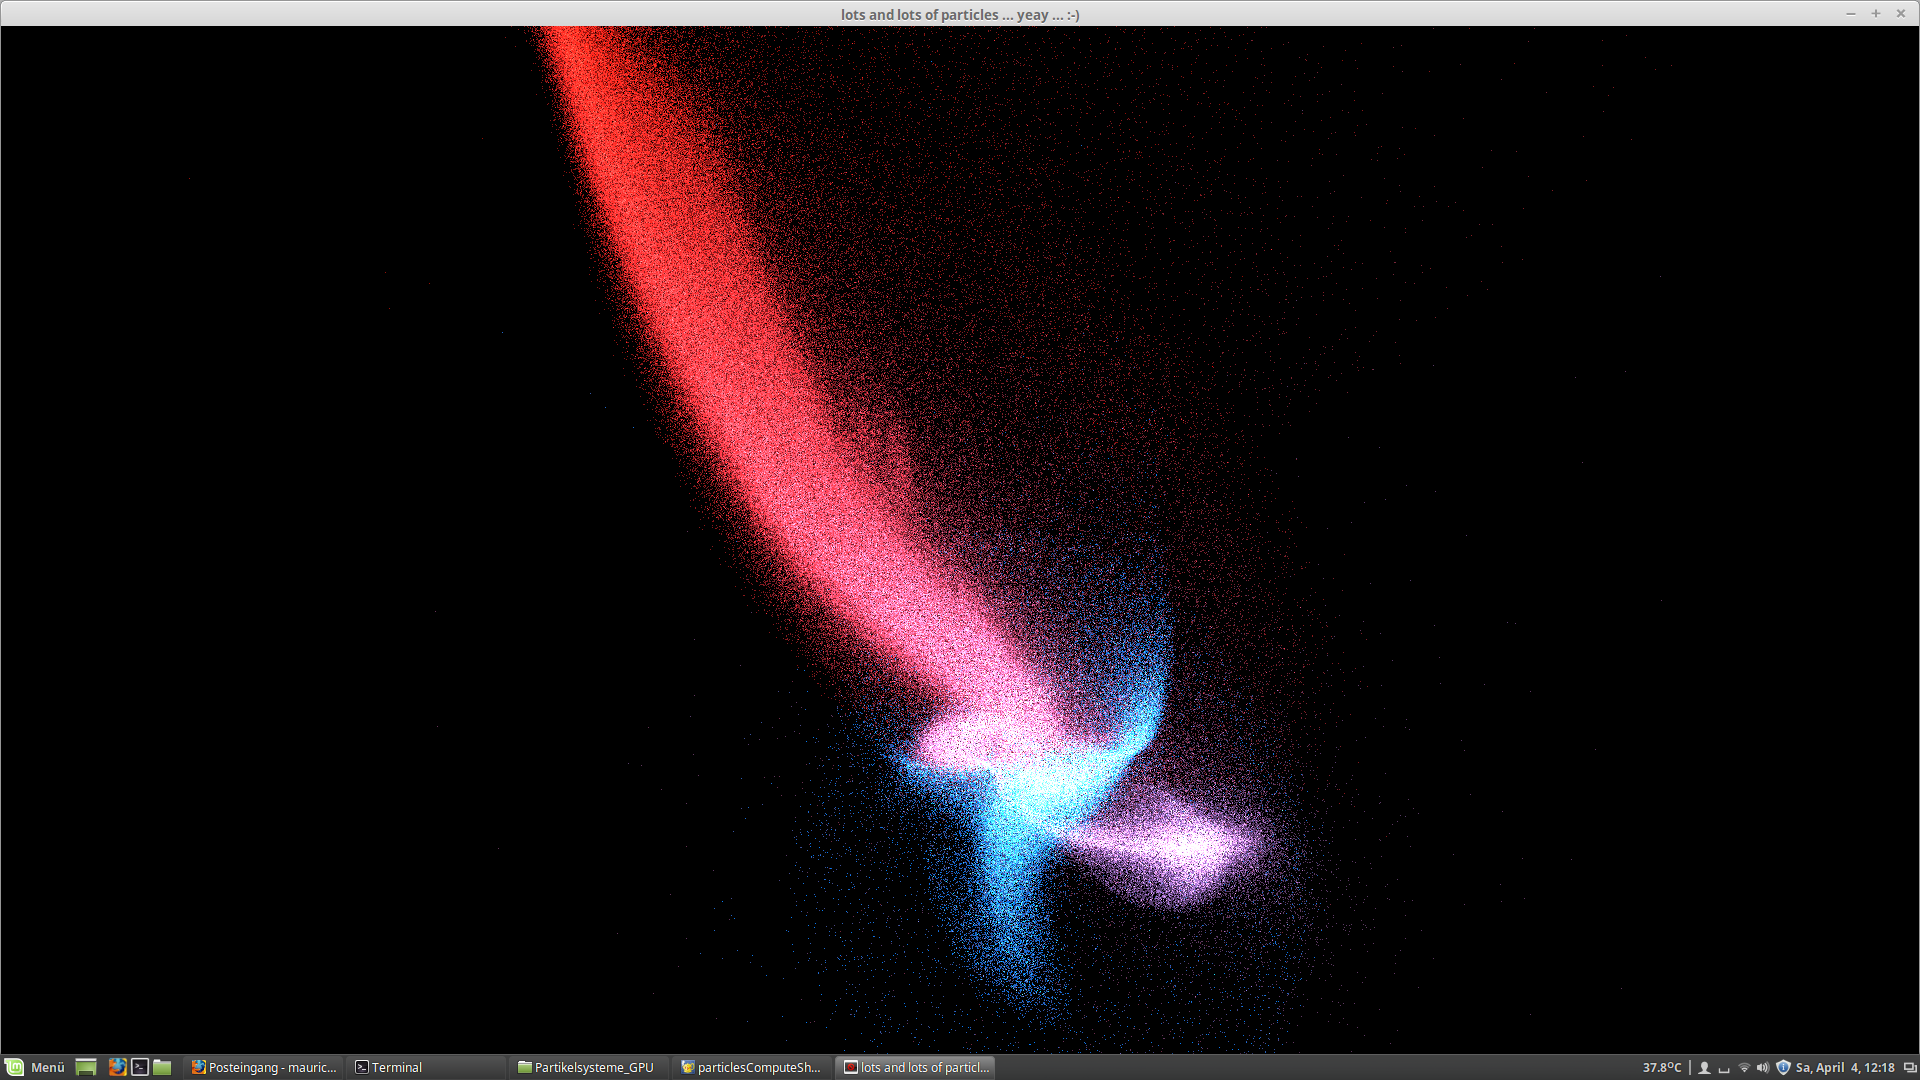 lots and lots of particles ... yeay ... :-)
Menü
Posteingang - mauric...
Terminal
Partikelsysteme_GPU
particlesComputeSh...
lots and lots of particl...
37.8ºC
Sa, April 4, 12:18